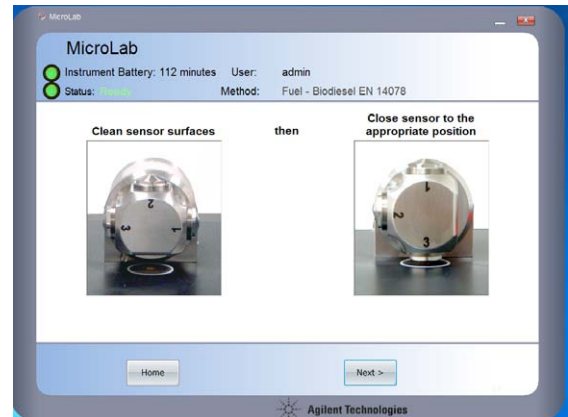 MicroLab
MicroLab
Instrument Battery: 112 minutes User: admin
Status: Ready Method: Fuel - Biodiesel EN 14078
Clean sensor surfaces then Close sensor to the
appropriate position
2
3 1
1
2
3
Home Next >
Agilent Technologies